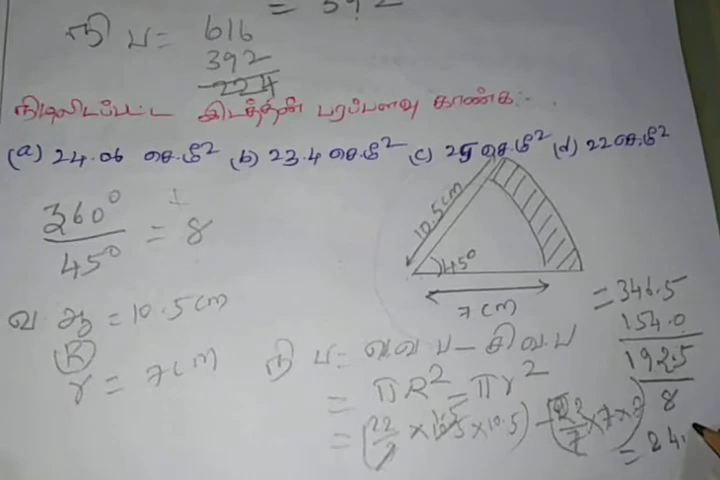 = 392
நி ப = 616
392
224
நிழலிடப்பட்ட இடத்தின் பரப்பளவு காண்க :- .
(a) 24.06 செ.மீ² (b) 23.4 செ.மீ² (c) 25 செ.மீ² (d) 22 செ.மீ²
360°/45° = 8
10.5 cm
45°
7 cm
வ ஆ = 10.5 cm
(R)
r = 7 cm
நி ப = வ வ ப - சி.வ.ப
= πR² - πr²
= (22/7 × 10.5 × 10.5) - (22/7 × 7 × 7)
= 346.5
154.0
192.5
8
= 24.